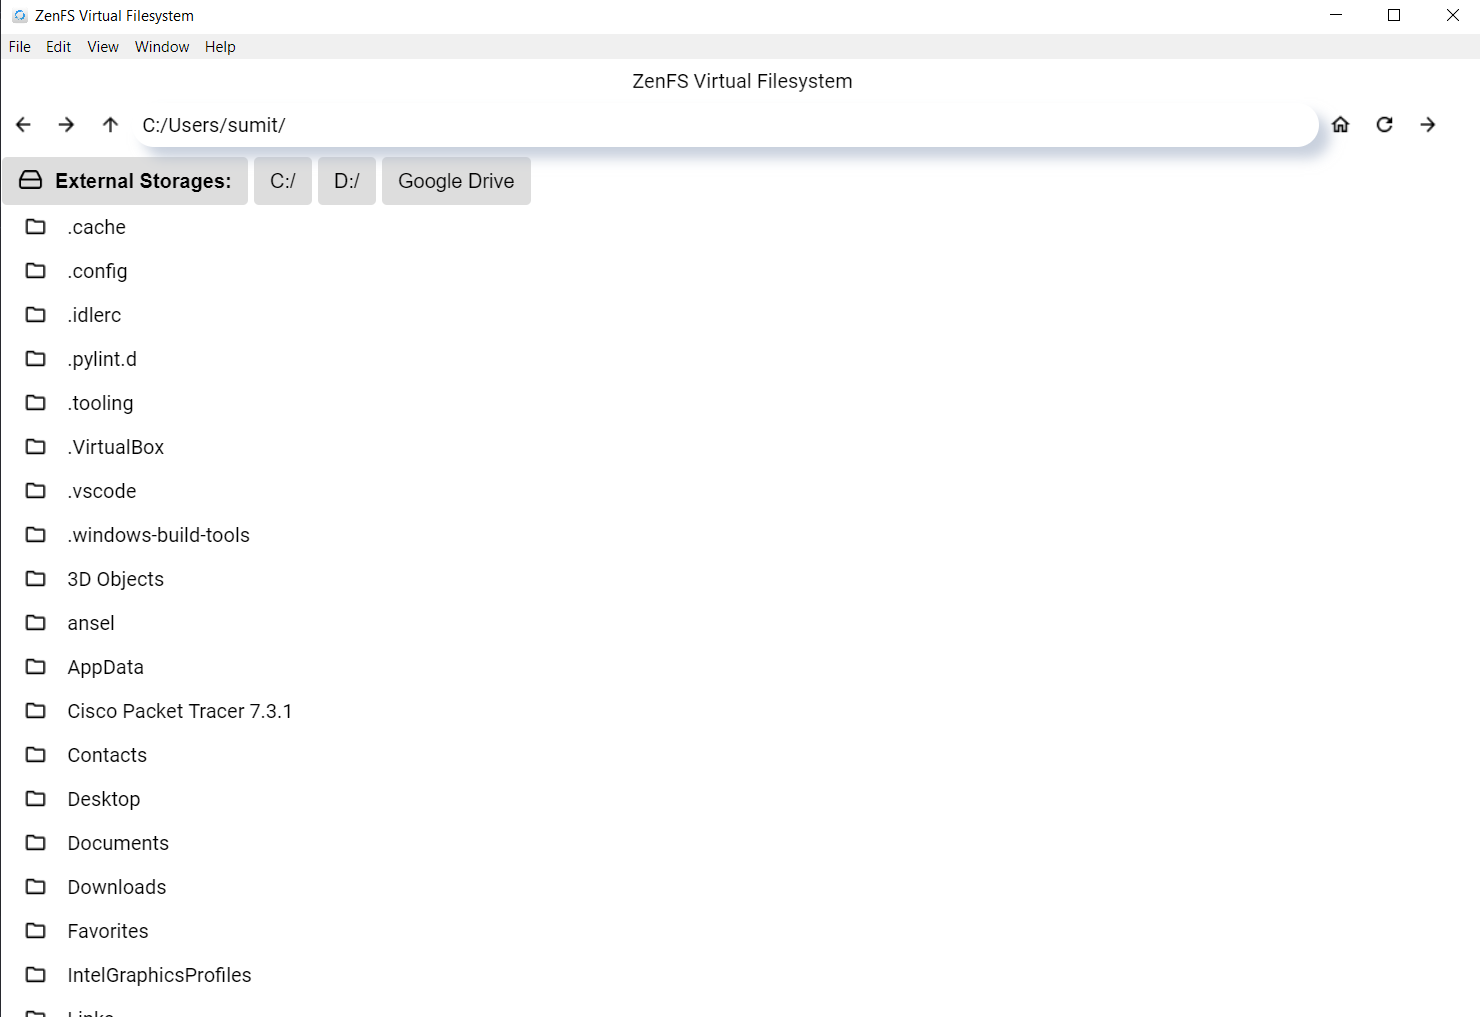 ZenFS Virtual Filesystem
File Edit View Window Help
ZenFS Virtual Filesystem
C:/Users/sumit/
External Storages: C:/ D:/ Google Drive
.cache
.config
.idlerc
.pylint.d
.tooling
.VirtualBox
.vscode
.windows-build-tools
3D Objects
ansel
AppData
Cisco Packet Tracer 7.3.1
Contacts
Desktop
Documents
Downloads
Favorites
IntelGraphicsProfiles